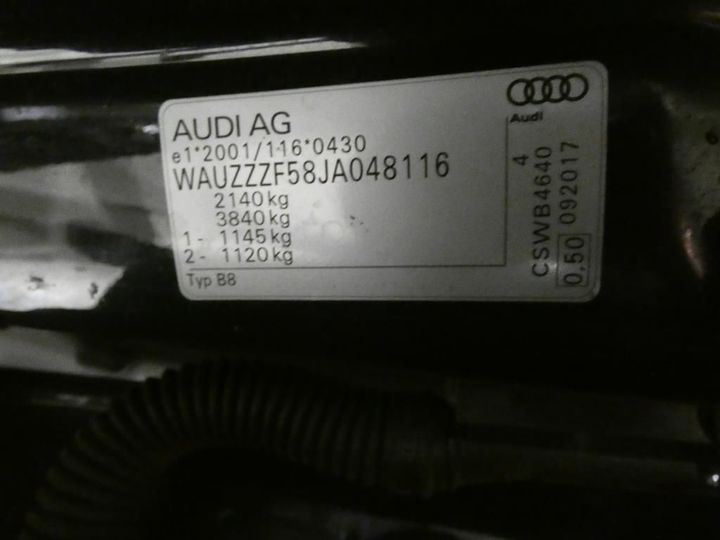 AUDI AG
e1*2001/116*0430
WAUZZZF58JA048116
2140 kg
3840 kg
1 - 1145 kg
2 - 1120 kg
Typ B8
Audi
4
CSWB4640
0,50 092017